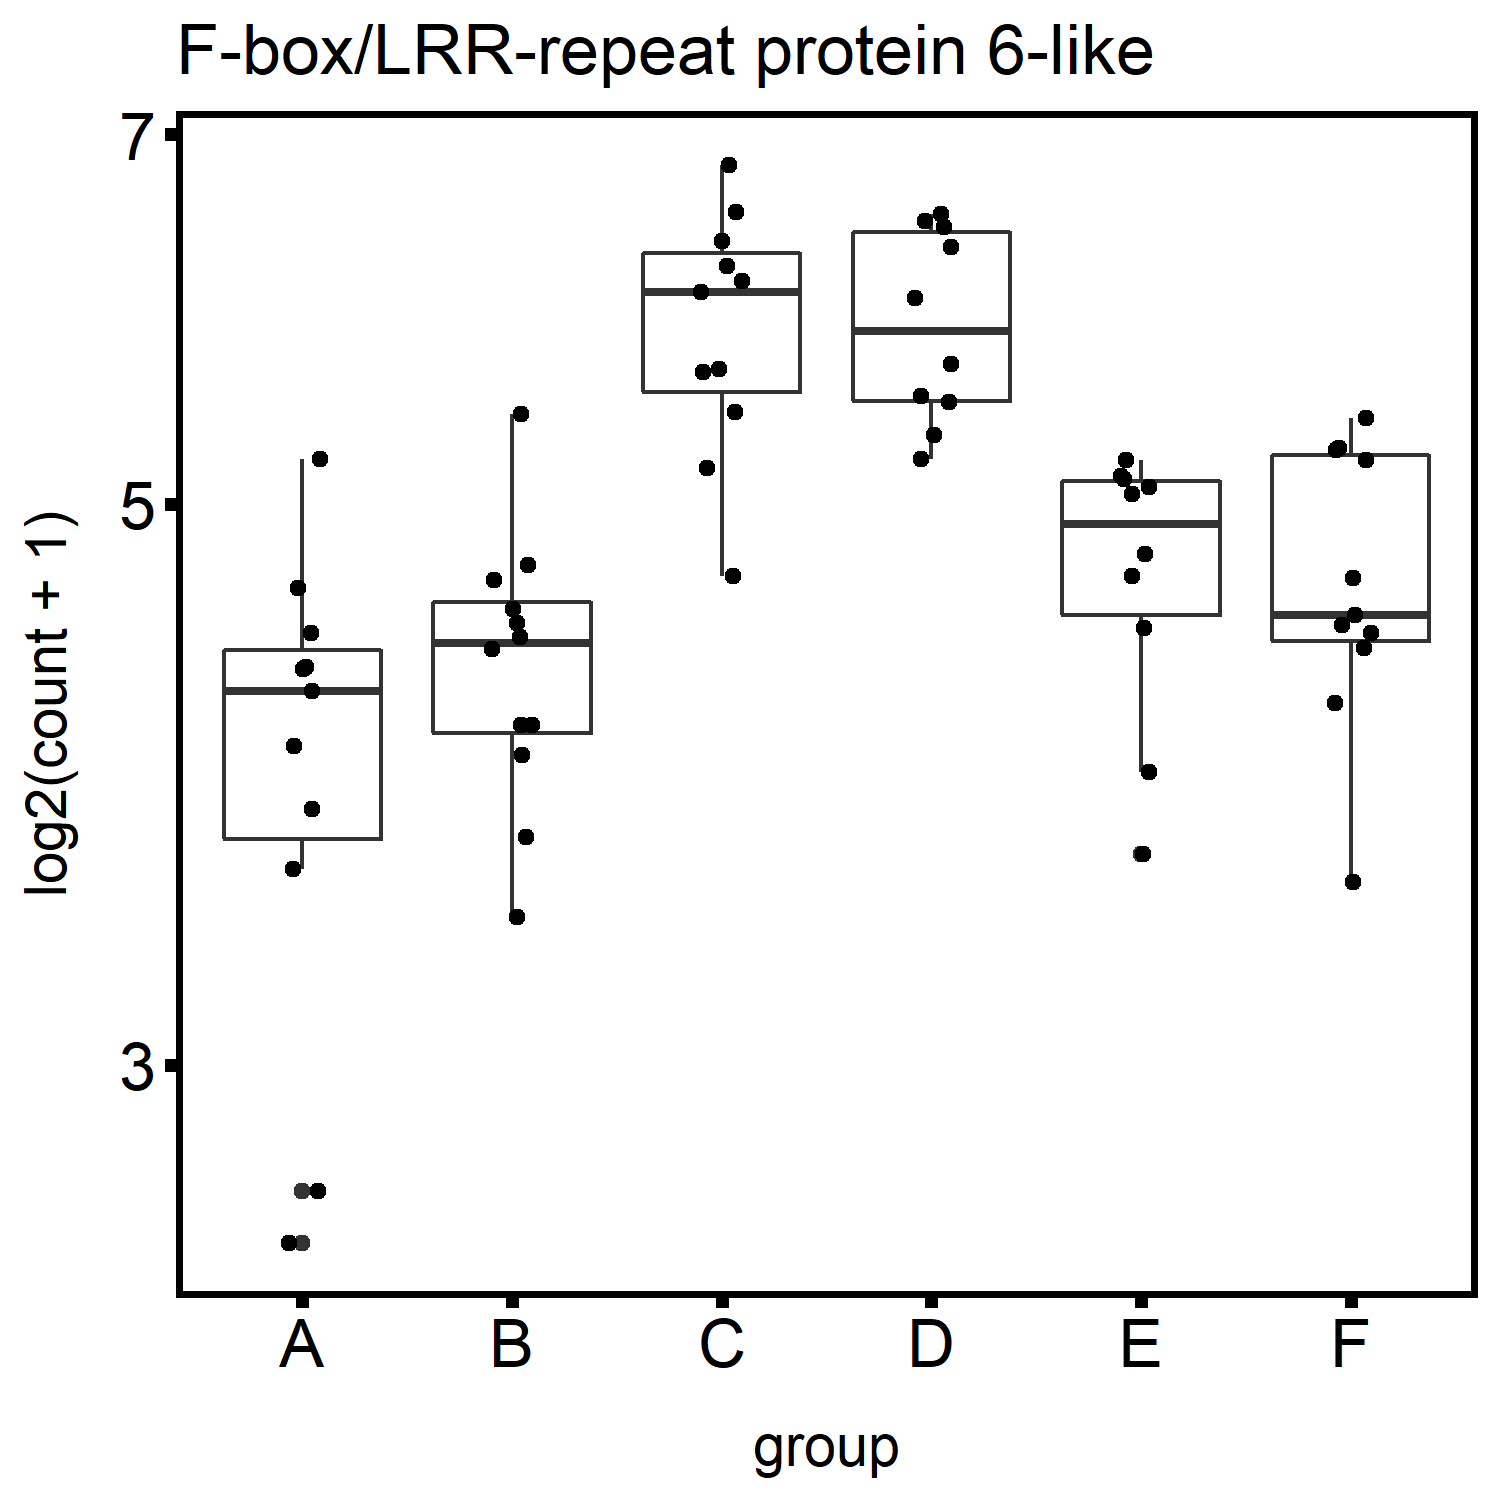 F-box/LRR-repeat protein 6-like
7
5
3
log2(count + 1)
A B C D E F
group